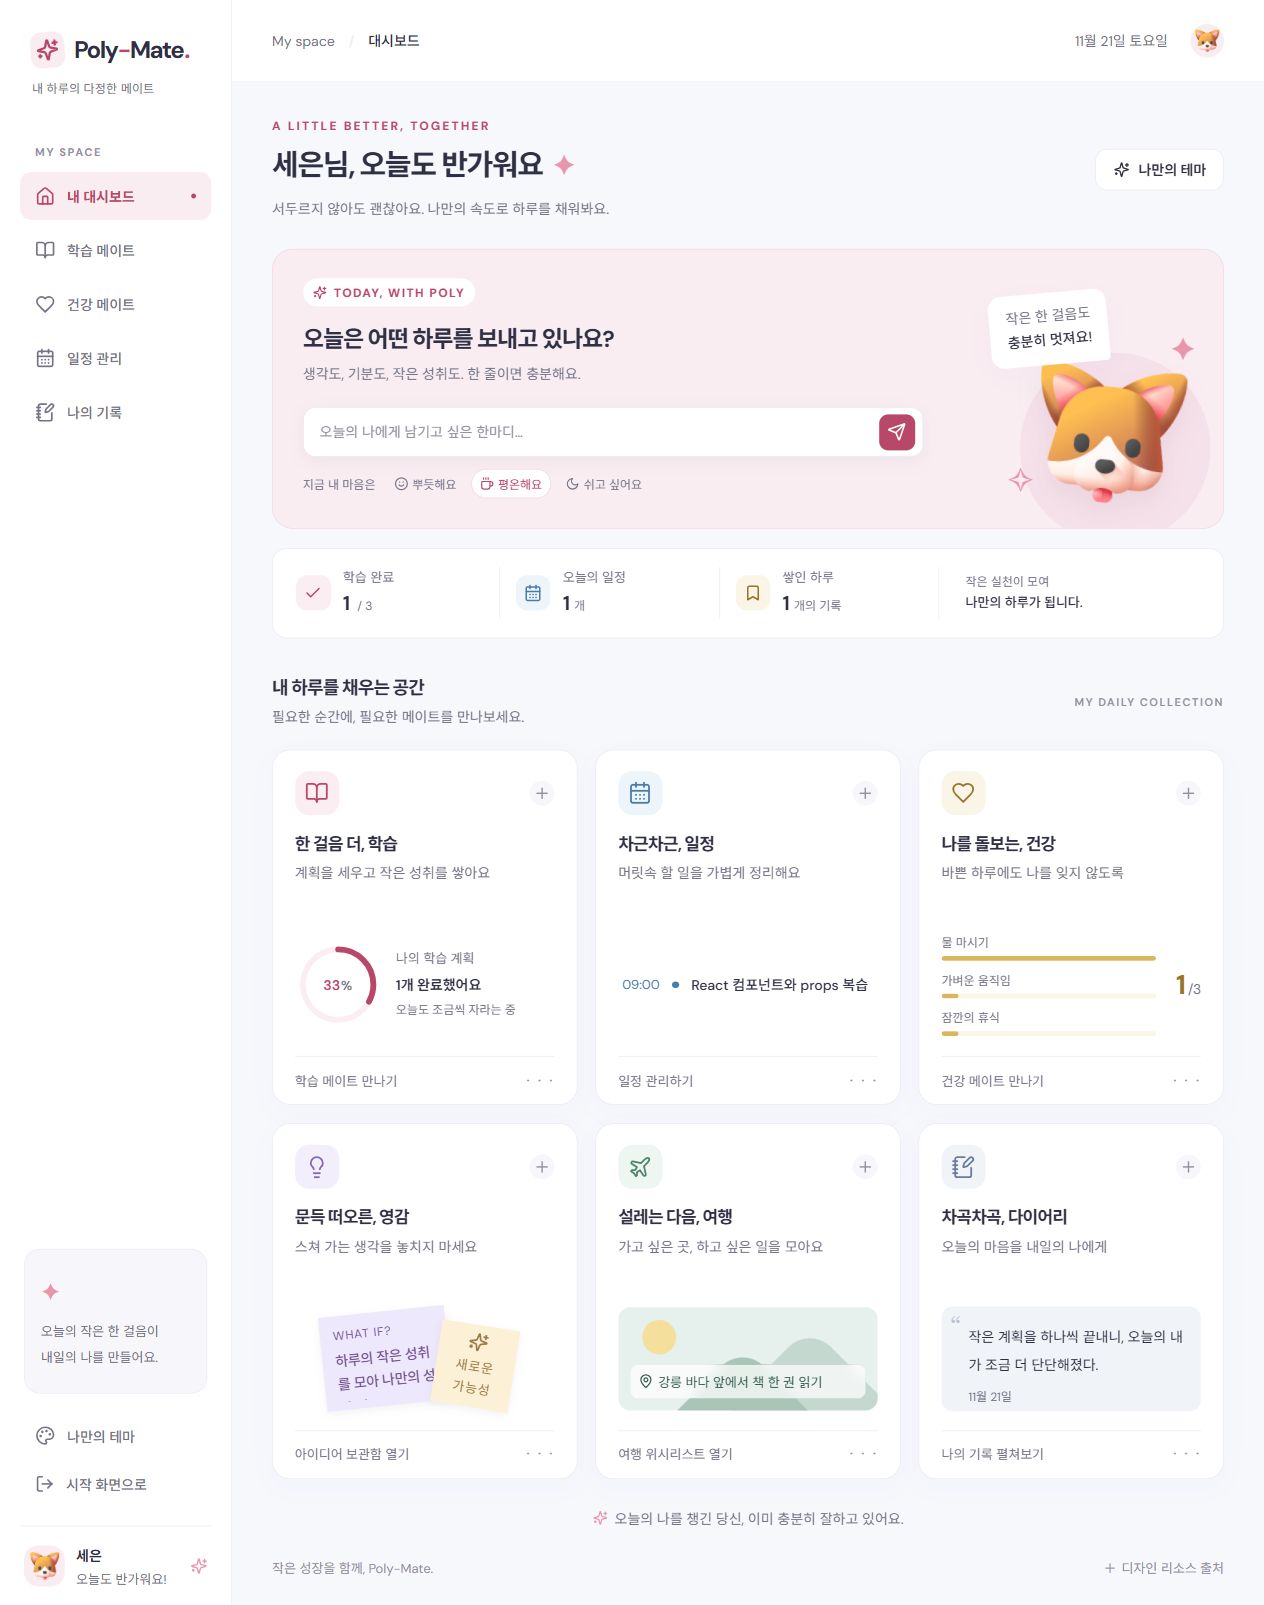 Poly-Mate.
내 하루의 다정한 메이트
MY SPACE
내 대시보드
학습 메이트
건강 메이트
일정 관리
나의 기록
오늘의 작은 한 걸음이
내일의 나를 만들어요.
나만의 테마
시작 화면으로
세은
오늘도 반가워요!
My space / 대시보드
11월 21일 토요일
A LITTLE BETTER, TOGETHER
세은님, 오늘도 반가워요
서두르지 않아도 괜찮아요. 나만의 속도로 하루를 채워봐요.
나만의 테마
TODAY, WITH POLY
오늘은 어떤 하루를 보내고 있나요?
생각도, 기분도, 작은 성취도. 한 줄이면 충분해요.
오늘의 나에게 남기고 싶은 한마디...
지금 내 마음은
뿌듯해요
평온해요
쉬고 싶어요
작은 한 걸음도
충분히 멋져요!
학습 완료
1 / 3
오늘의 일정
1 개
쌓인 하루
1 개의 기록
작은 실천이 모여
나만의 하루가 됩니다.
내 하루를 채우는 공간
필요한 순간에, 필요한 메이트를 만나보세요.
MY DAILY COLLECTION
한 걸음 더, 학습
계획을 세우고 작은 성취를 쌓아요
33%
나의 학습 계획
1개 완료했어요
오늘도 조금씩 자라는 중
학습 메이트 만나기
차근차근, 일정
머릿속 할 일을 가볍게 정리해요
09:00 React 컴포넌트와 props 복습
일정 관리하기
나를 돌보는, 건강
바쁜 하루에도 나를 잊지 않도록
물 마시기
가벼운 움직임
잠깐의 휴식
1/3
건강 메이트 만나기
문득 떠오른, 영감
스쳐 가는 생각을 놓치지 마세요
WHAT IF?
하루의 작은 성취
를 모아 나만의 성
새로운
가능성
아이디어 보관함 열기
설레는 다음, 여행
가고 싶은 곳, 하고 싶은 일을 모아요
강릉 바다 앞에서 책 한 권 읽기
여행 위시리스트 열기
차곡차곡, 다이어리
오늘의 마음을 내일의 나에게
“
작은 계획을 하나씩 끝내니, 오늘의 내
가 조금 더 단단해졌다.
11월 21일
나의 기록 펼쳐보기
오늘의 나를 챙긴 당신, 이미 충분히 잘하고 있어요.
작은 성장을 함께, Poly-Mate.
디자인 리소스 출처